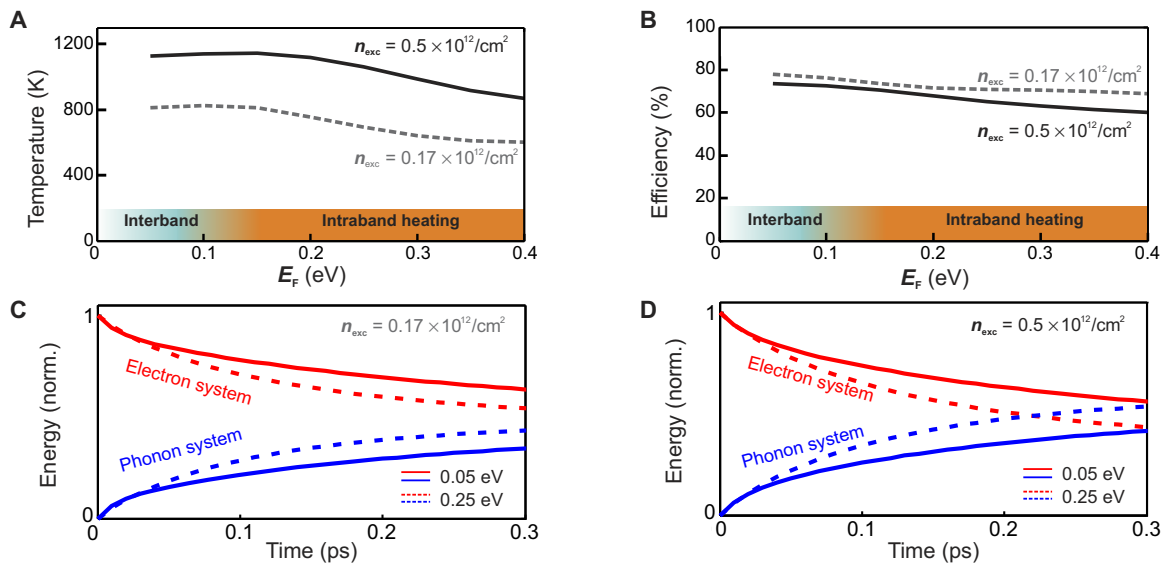 A
Temperature (K)
1200
800
400
0
n_exc = 0.5 × 10^12/cm^2
n_exc = 0.17 × 10^12/cm^2
Interband
Intraband heating
0 0.1 0.2 0.3 0.4
E_F (eV)
B
Efficiency (%)
100
80
60
40
20
0
n_exc = 0.17 × 10^12/cm^2
n_exc = 0.5 × 10^12/cm^2
Interband
Intraband heating
0 0.1 0.2 0.3 0.4
E_F (eV)
C
Energy (norm.)
1
0
n_exc = 0.17 × 10^12/cm^2
Electron system
Phonon system
0.05 eV
0.25 eV
0 0.1 0.2 0.3
Time (ps)
D
Energy (norm.)
1
0
n_exc = 0.5 × 10^12/cm^2
Electron system
Phonon system
0.05 eV
0.25 eV
0 0.1 0.2 0.3
Time (ps)